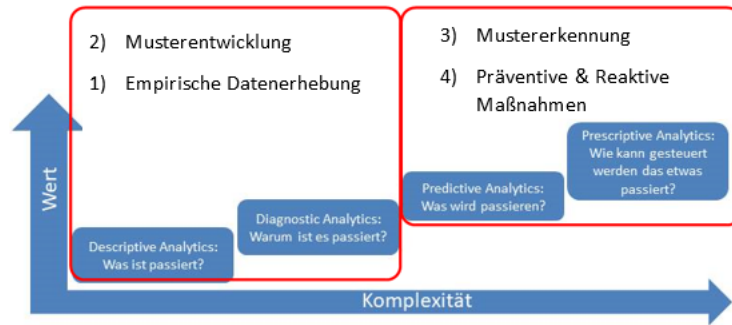 2) Musterentwicklung
1) Empirische Datenerhebung
3) Mustererkennung
4) Präventive & Reaktive
Maßnahmen
Wert
Descriptive Analytics:
Was ist passiert?
Diagnostic Analytics:
Warum ist es passiert?
Predictive Analytics:
Was wird passieren?
Prescriptive Analytics:
Wie kann gesteuert
werden das etwas
passiert?
Komplexität